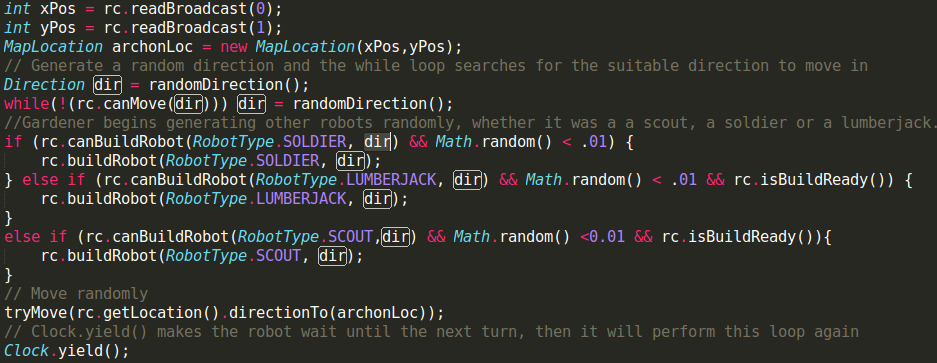 int xPos = rc.readBroadcast(0);
int yPos = rc.readBroadcast(1);
MapLocation archonLoc = new MapLocation(xPos,yPos);
// Generate a random direction and the while loop searches for the suitable direction to move in
Direction dir = randomDirection();
while(!(rc.canMove(dir))) dir = randomDirection();
//Gardener begins generating other robots randomly, whether it was a a scout, a soldier or a lumberjack.
if (rc.canBuildRobot(RobotType.SOLDIER, dir) && Math.random() < .01) {
    rc.buildRobot(RobotType.SOLDIER, dir);
} else if (rc.canBuildRobot(RobotType.LUMBERJACK, dir) && Math.random() < .01 && rc.isBuildReady()) {
    rc.buildRobot(RobotType.LUMBERJACK, dir);
}
else if (rc.canBuildRobot(RobotType.SCOUT,dir) && Math.random() <0.01 && rc.isBuildReady()){
    rc.buildRobot(RobotType.SCOUT, dir);
}
// Move randomly
tryMove(rc.getLocation().directionTo(archonLoc));
// Clock.yield() makes the robot wait until the next turn, then it will perform this loop again
Clock.yield();